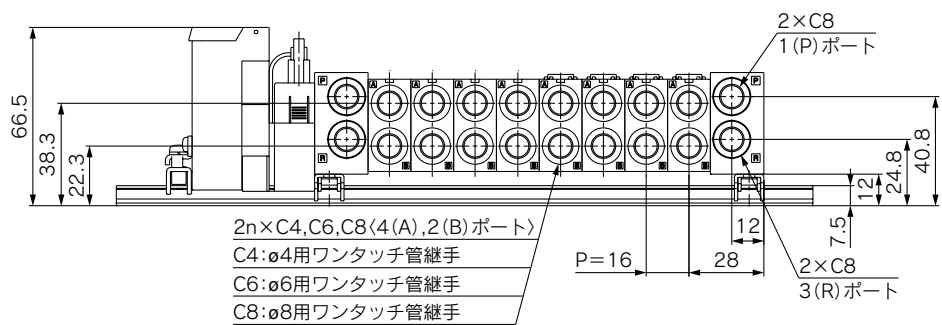 2×C8
1(P)ポート
66.5
38.3
22.3
P
R
A A A A A A A A
B B B B B B B B
P
R
40.8
24.8
12
7.5
12
28
P=16
2×C8
3(R)ポート
2n×C4,C6,C8〈4(A),2(B)ポート〉
C4:ø4用ワンタッチ管継手
C6:ø6用ワンタッチ管継手
C8:ø8用ワンタッチ管継手